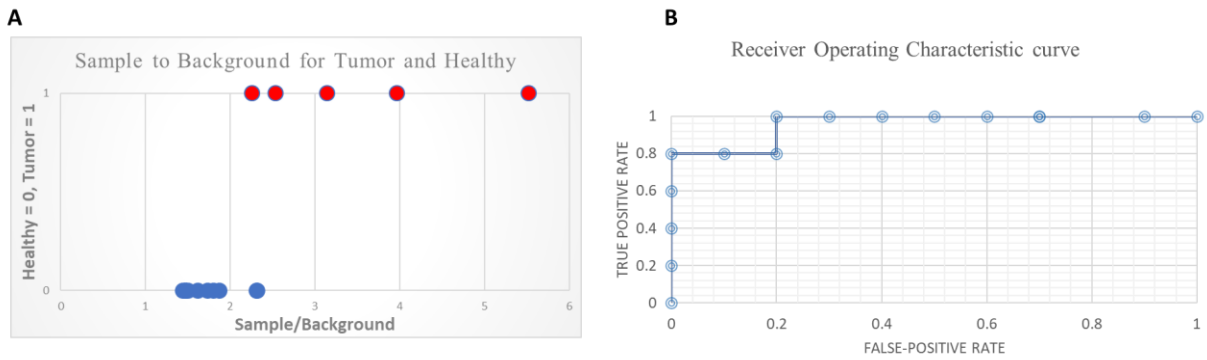 A
Sample to Background for Tumor and Healthy
Healthy = 0, Tumor = 1
1
0
0 1 2 3 4 5 6
Sample/Background
B
Receiver Operating Characteristic curve
TRUE POSITIVE RATE
1
0.8
0.6
0.4
0.2
0
0 0.2 0.4 0.6 0.8 1
FALSE-POSITIVE RATE